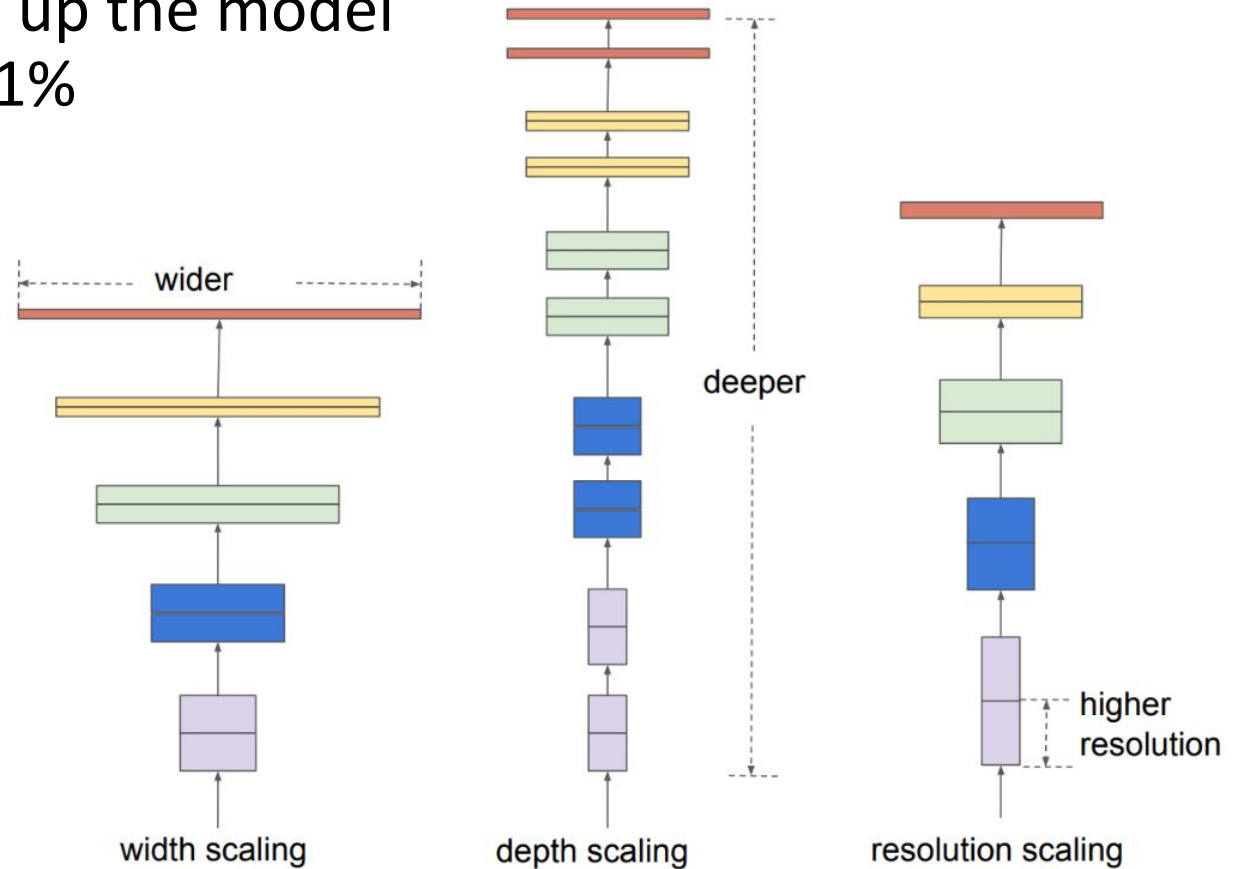 up the model
1%
wider
deeper
higher
resolution
width scaling
depth scaling
resolution scaling